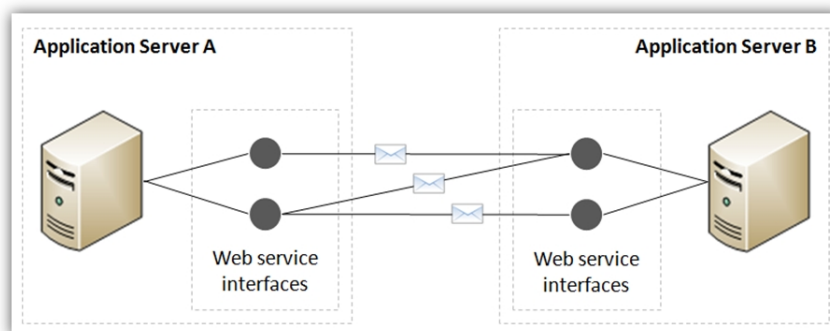 Application Server A
Application Server B
Web service
interfaces
Web service
interfaces